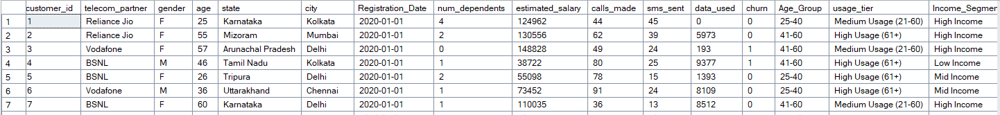 customer_id telecom_partner gender age state city Registration_Date num_dependents estimated_salary calls_made sms_sent data_used churn Age_Group usage_tier Income_Segmen
1 1 Reliance Jio F 25 Karnataka Kolkata 2020-01-01 4 124962 44 45 0 0 25-40 Medium Usage (21-60) High Income
2 2 Reliance Jio F 55 Mizoram Mumbai 2020-01-01 2 130556 62 39 5973 0 41-60 High Usage (61+) High Income
3 3 Vodafone F 57 Arunachal Pradesh Delhi 2020-01-01 0 148828 49 24 193 1 41-60 Medium Usage (21-60) High Income
4 4 BSNL M 46 Tamil Nadu Kolkata 2020-01-01 1 38722 80 25 9377 1 41-60 High Usage (61+) Low Income
5 5 BSNL F 26 Tripura Delhi 2020-01-01 2 55098 78 15 1393 0 25-40 High Usage (61+) Mid Income
6 6 Vodafone M 36 Uttarakhand Chennai 2020-01-01 1 73452 91 24 8109 0 25-40 High Usage (61+) Mid Income
7 7 BSNL F 60 Karnataka Delhi 2020-01-01 1 110035 36 13 8512 0 41-60 Medium Usage (21-60) High Income